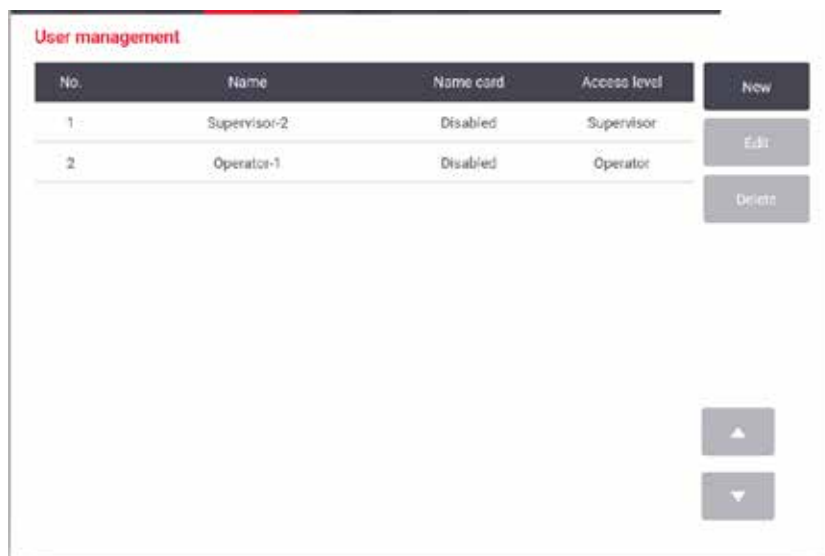 User management
No. Name Name card Access level New
1 Supervisor-2 Disabled Supervisor
Edit
2 Operator-1 Disabled Operator
Delete